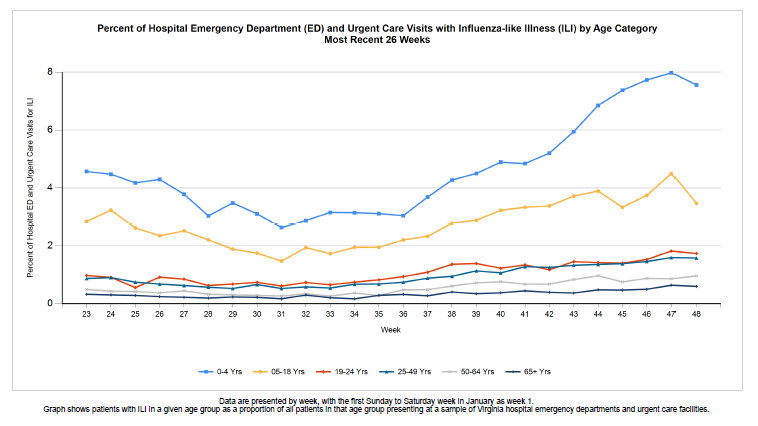 Percent of Hospital Emergency Department (ED) and Urgent Care Visits with Influenza-like Illness (ILI) by Age Category
Most Recent 26 Weeks
Percent of Hospital ED and Urgent Care Visits for ILI
8
6
4
2
0
23 24 25 26 27 28 29 30 31 32 33 34 35 36 37 38 39 40 41 42 43 44 45 46 47* 48
Week
0-4 Yrs 05-18 Yrs 19-24 Yrs 25-49 Yrs 50-64 Yrs 65+ Yrs
Data are presented by week, with the first Sunday to Saturday week in January as week 1.
Graph shows patients with ILI in a given age group as a proportion of all patients in that age group presenting at a sample of Virginia hospital emergency departments and urgent care facilities.